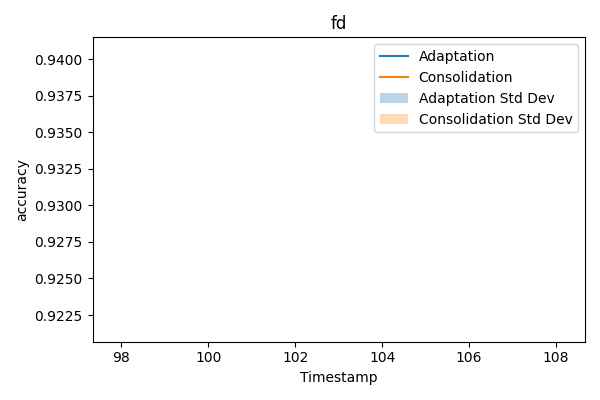 fd
Adaptation
Consolidation
Adaptation Std Dev
Consolidation Std Dev
0.9400
0.9375
0.9350
0.9325
0.9300
0.9275
0.9250
0.9225
accuracy
98 100 102 104 106 108
Timestamp